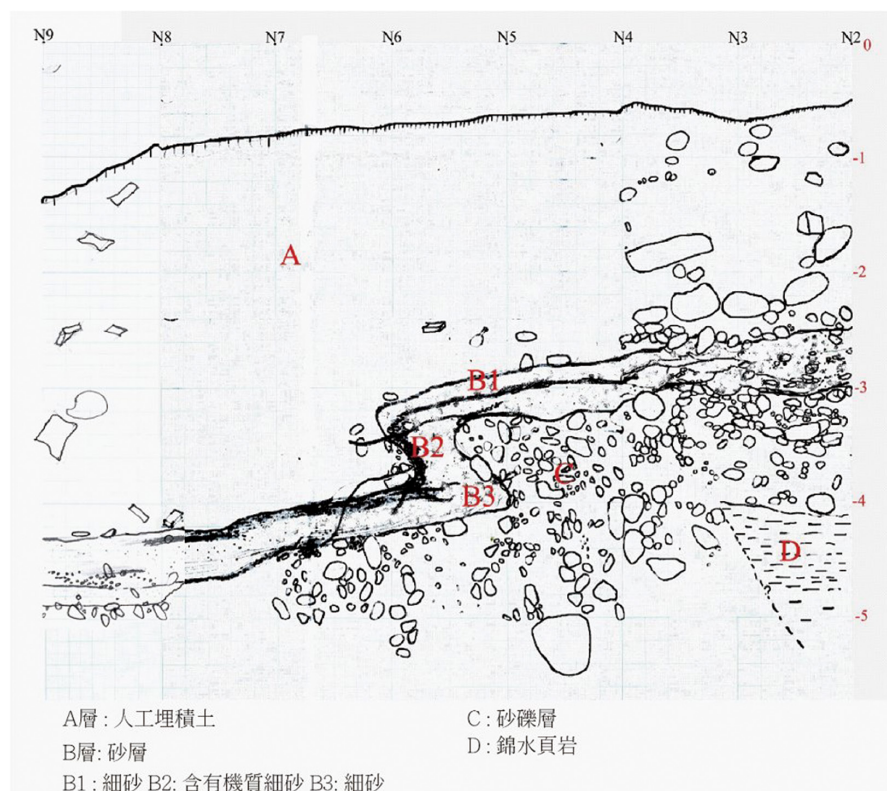 N9 N8 N7 N6 N5 N4 N3 N2
0
-1
A
-2
B1
-3
B2
C
B3
-4
D
-5
A層 : 人工埋積土
B層: 砂層
B1 : 細砂 B2: 含有機質細砂 B3: 細砂
C : 砂礫層
D : 錦水頁岩